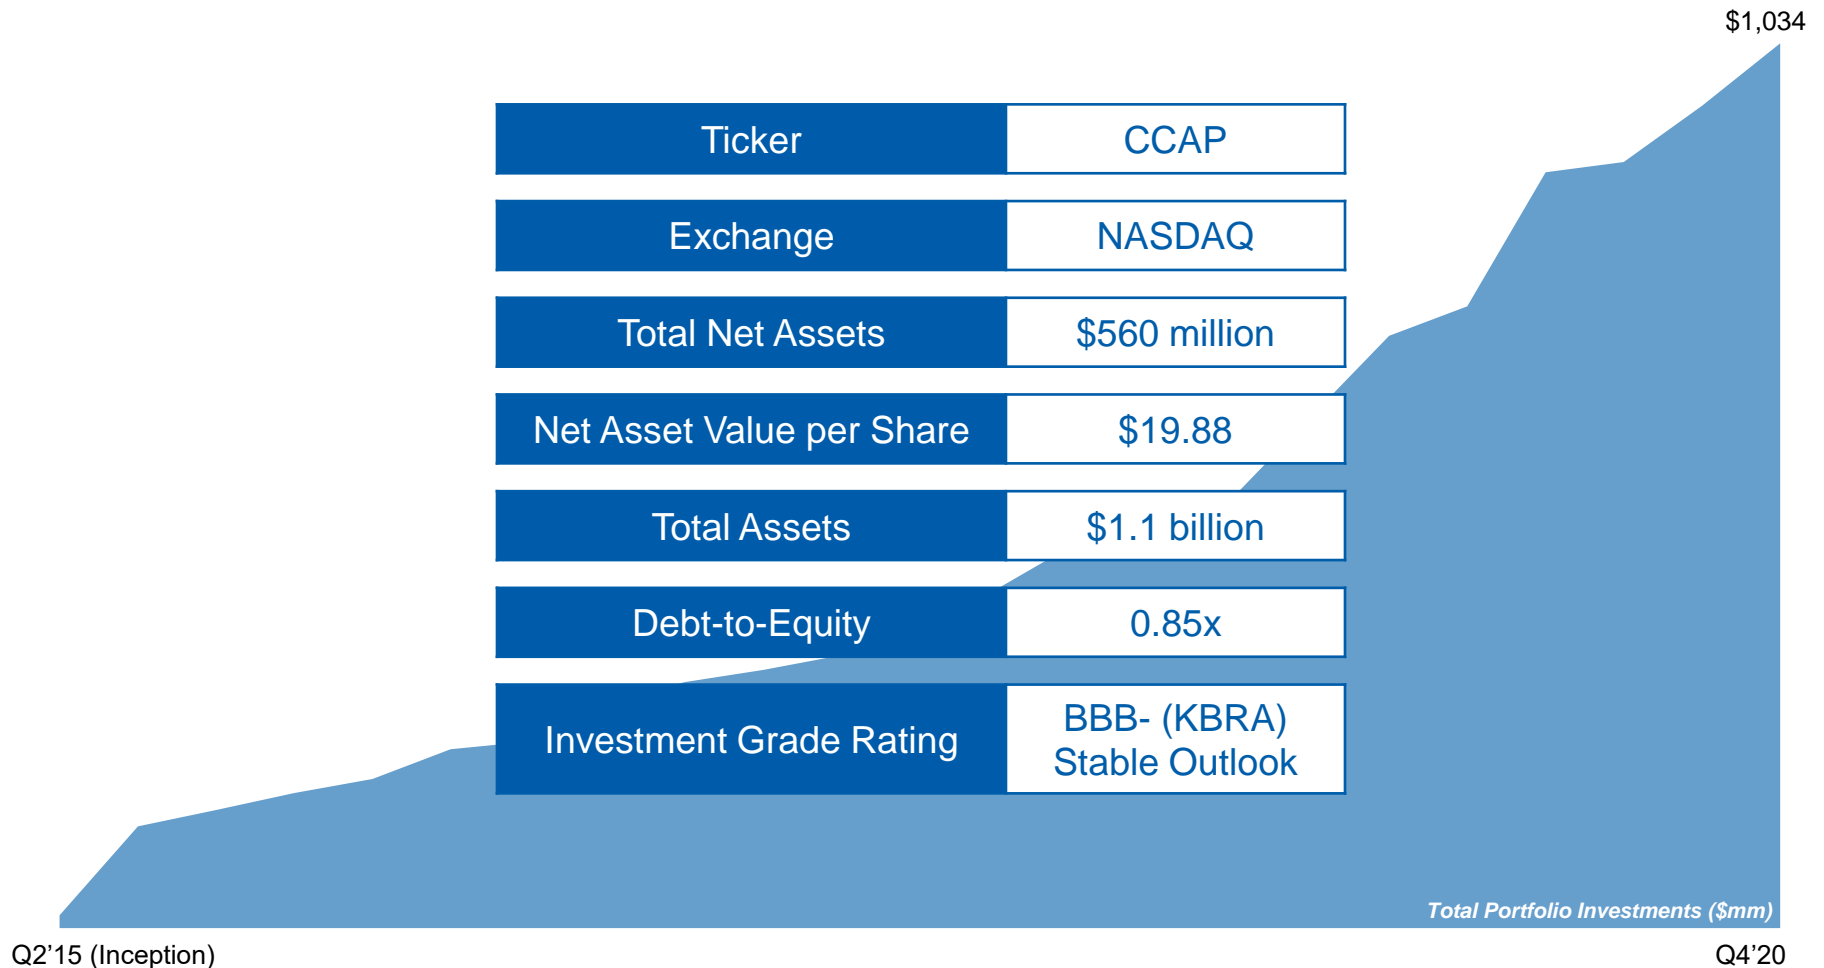 $1,034
Ticker CCAP
Exchange NASDAQ
Total Net Assets $560 million
Net Asset Value per Share $19.88
Total Assets $1.1 billion
Debt-to-Equity 0.85x
Investment Grade Rating BBB- (KBRA)
Stable Outlook
Total Portfolio Investments ($mm)
Q2’15 (Inception) Q4’20